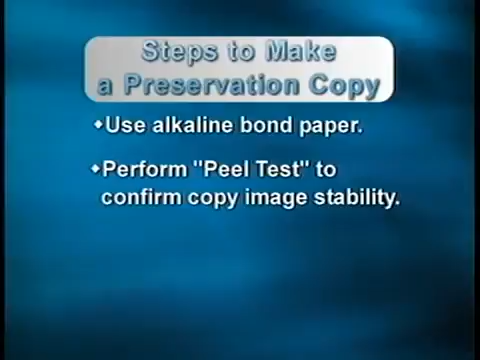 Steps to Make
a Preservation Copy
◆Use alkaline bond paper.
◆Perform "Peel Test" to
confirm copy image stability.